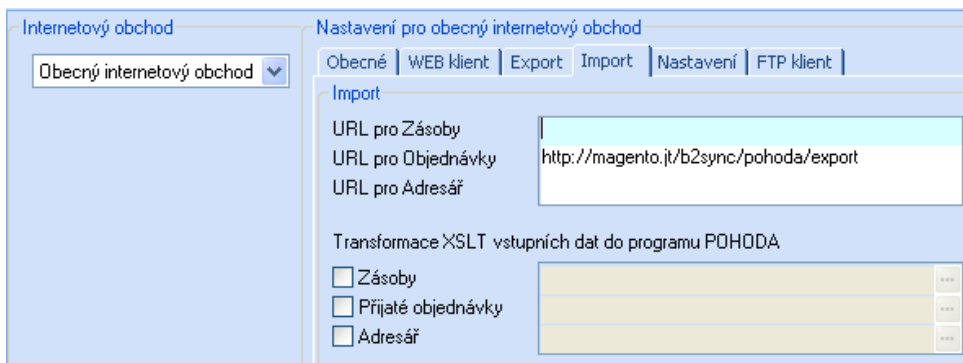 Internetový obchod
Obecný internetový obchod
Nastavení pro obecný internetový obchod
Obecné WEB klient Export Import Nastavení FTP klient
Import
URL pro Zásoby
URL pro Objednávky http://magento.jt/b2sync/pohoda/export
URL pro Adresář
Transformace XSLT vstupních dat do programu POHODA
Zásoby ...
Přijaté objednávky ...
Adresář ...